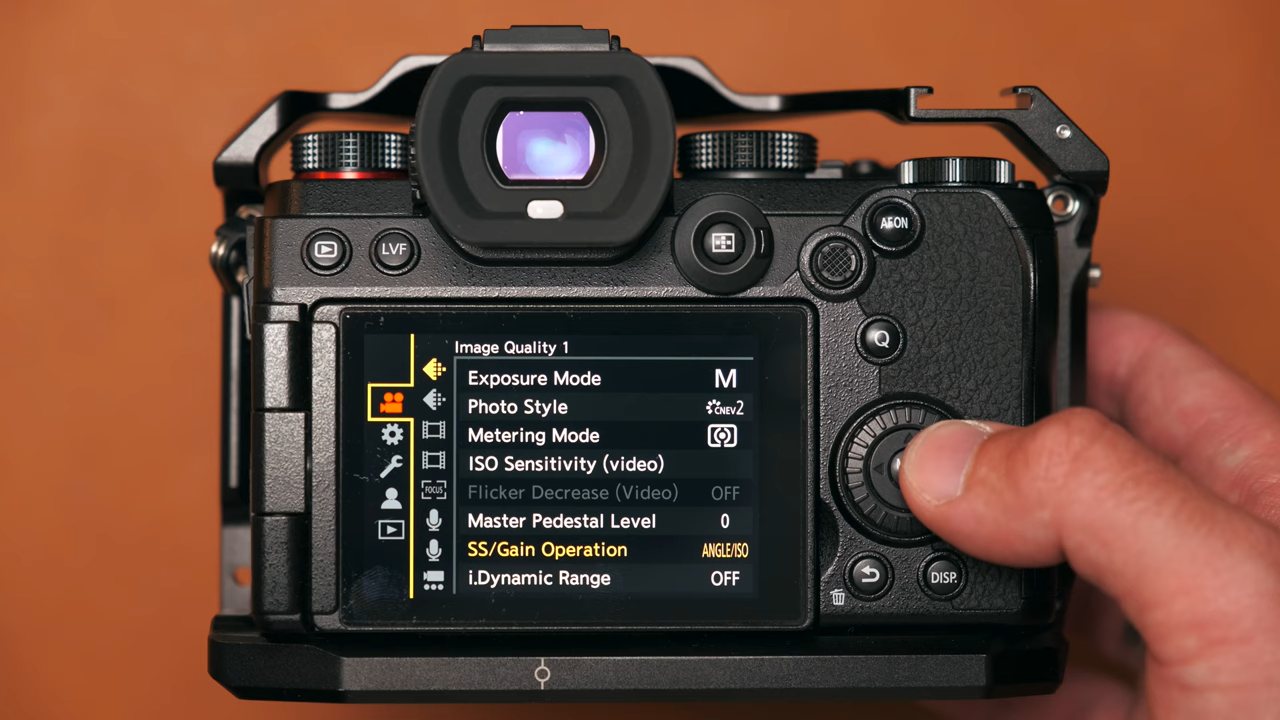 AF ON
LVF
Q
Image Quality 1
Exposure Mode M
Photo Style CNEV2
Metering Mode
ISO Sensitivity (video)
FOCUS
Flicker Decrease (Video) OFF
Master Pedestal Level 0
SS/Gain Operation ANGLE/ISO
i.Dynamic Range OFF
DISP.